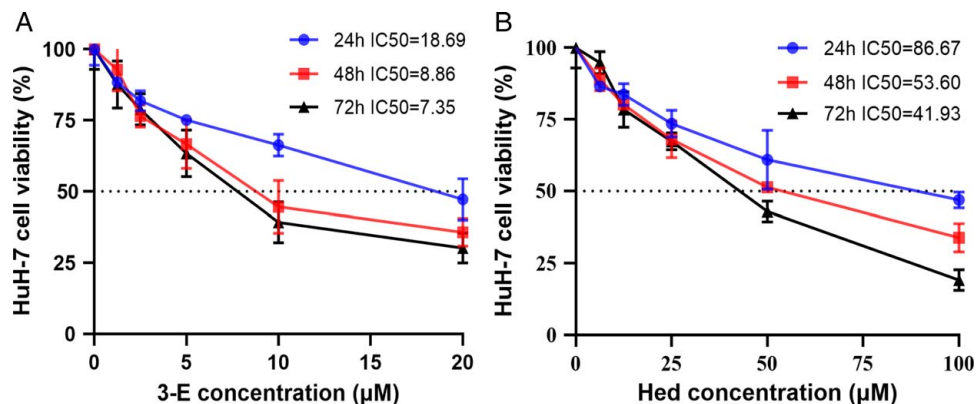 A
24h IC50=18.69
48h IC50=8.86
72h IC50=7.35
HuH-7 cell viability (%)
100
75
50
25
0
0 5 10 15 20
3-E concentration (μM)
B
24h IC50=86.67
48h IC50=53.60
72h IC50=41.93
HuH-7 cell viability (%)
100
75
50
25
0
0 25 50 75 100
Hed concentration (μM)